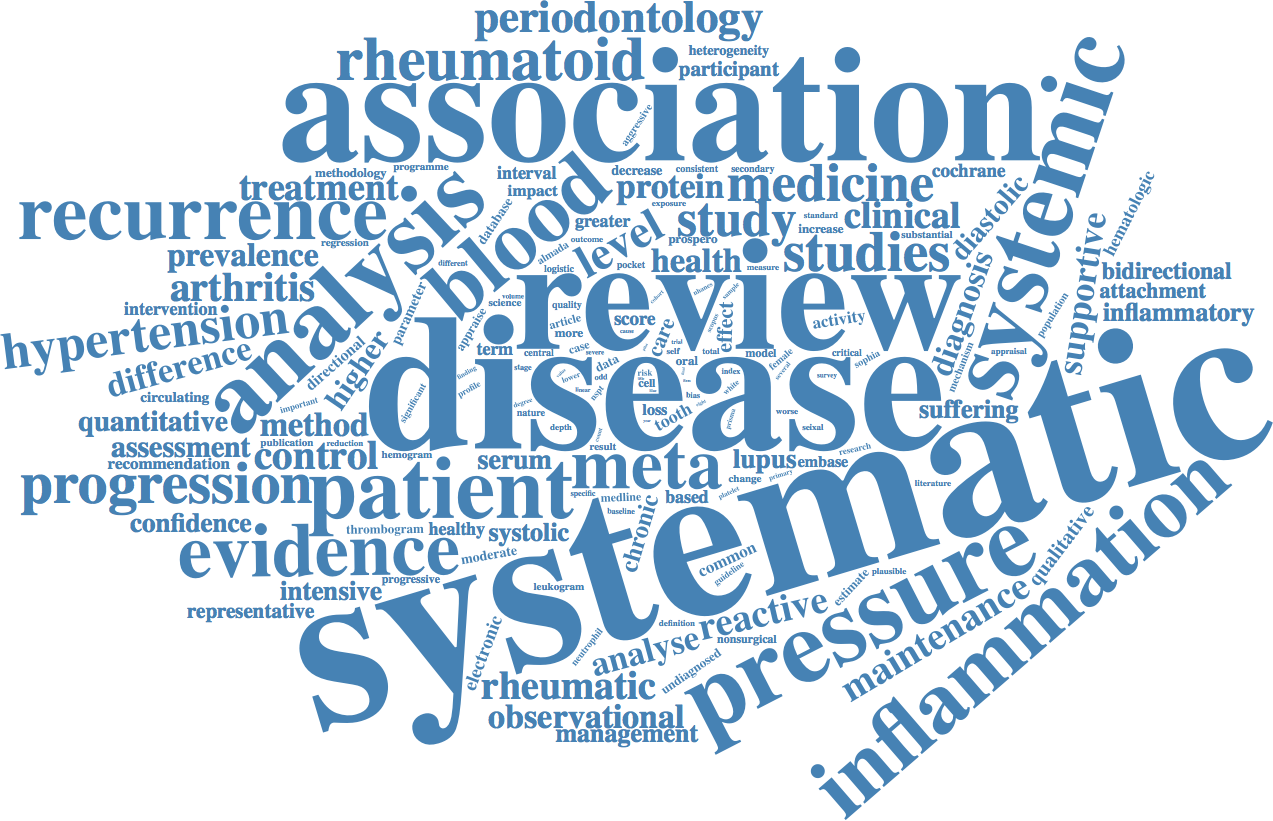 periodontology
rheumatoid
heterogeneity
participant
association
systemic
aggressive
methodology
programme
interval
decrease
consistent
secondary
cochrane
treatment
analysis
impact
blood
protein
medicine
exposure
recurrence
database
greater
level
study
standard
increase
clinical
diastolic
hematologic
regression
prevalence
different
almada
outcome
prospero
substantial
supportive
logistic
pocket
health
measure
studies
arthritis
parameter
review
diagnosis
bidirectional
attachment
inflammatory
intervention
science
volume
quality
cohort
obances
sample
population
hypertension
appraise
article
more
score
cause
care
scopus
effect
activity
difference
directional
higher
term
central
case
severe
data
trial
self
oral
total
model
female
several
critical
sophia
mechanism
appraisal
circulating
important
significant
disease
finding
profile
stage
lower
odd
linear
nspt
risk
cell
index
white
survey
quantitative
method
degree
nature
depth
loss
tooth
bias
prisma
worse
seixal
suffering
assessment
publication
reduction
hemogram
count
result
recommendation
control
serum
meta
lupus
embase
research
change
primary
literature
progression
patient
specific
medline
baseline
based
platelet
systematic
confidence
thrombogram
healthy
systolic
chronic
evidence
moderate
common
guideline
pressure
qualitative
inflammation
intensive
progressive
leukogram
plausible
estimate
representative
electronic
neutrophil
definition
reactive
nonsurgical
maintenance
analyse
undiagnosed
rheumatic
observational
management